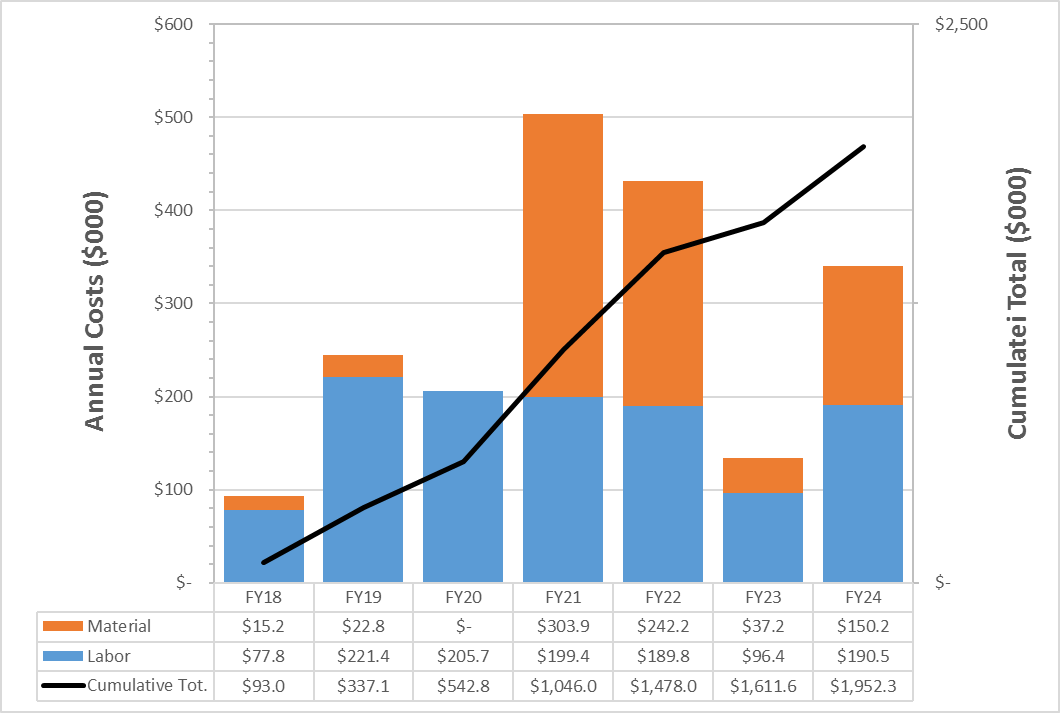 $600
$500
$400
$300
$200
$100
$-
Annual Costs ($000)
$2,500
$-
Cumulatei Total ($000)
FY18 FY19 FY20 FY21 FY22 FY23 FY24
Material $15.2 $22.8 $- $303.9 $242.2 $37.2 $150.2
Labor $77.8 $221.4 $205.7 $199.4 $189.8 $96.4 $190.5
Cumulative Tot. $93.0 $337.1 $542.8 $1,046.0 $1,478.0 $1,611.6 $1,952.3